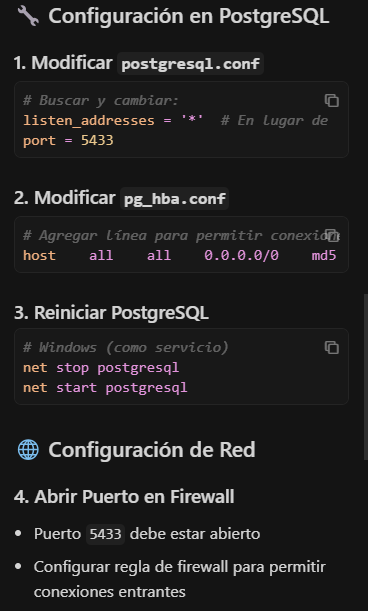 🔧 Configuración en PostgreSQL
1. Modificar postgresql.conf
# Buscar y cambiar:
listen_addresses = '*'  # En lugar de
port = 5433
2. Modificar pg_hba.conf
# Agregar línea para permitir conexión
host    all    all    0.0.0.0/0    md5
3. Reiniciar PostgreSQL
# Windows (como servicio)
net stop postgresql
net start postgresql
🌐 Configuración de Red
4. Abrir Puerto en Firewall
• Puerto 5433 debe estar abierto
• Configurar regla de firewall para permitir
conexiones entrantes